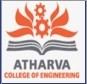 ATHARVA
COLLEGE OF ENGINEERING